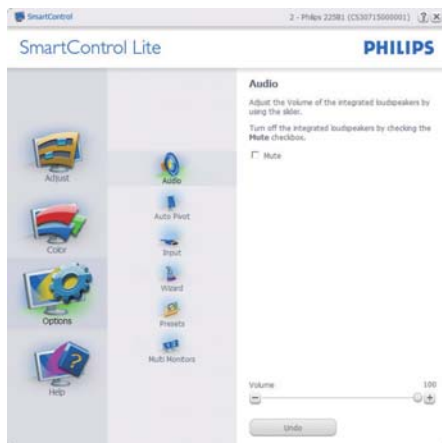 SmartControl
2 - Philips 225B1 (CS30715000001)
SmartControl Lite
PHILIPS
Audio
Adjust the Volume of the integrated loudspeakers by
using the slider.
Turn off the integrated loudspeakers by checking the
Mute checkbox.
Mute
Adjust
Color
Options
Help
Audio
Auto Pivot
Input
Wizard
Presets
Multi Monitors
Volume
100
Undo